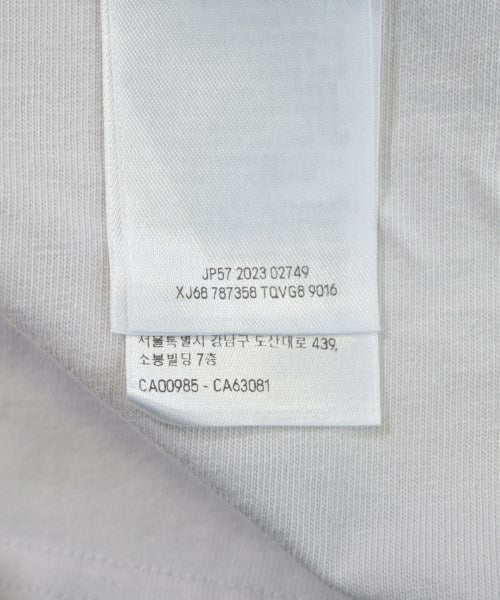 JP57 2023 02749
XJ68 787358 TQVG8 9016
서울특별시 강남구 도산대로 439,
소봉빌딩 7층
CA00985 - CA63081